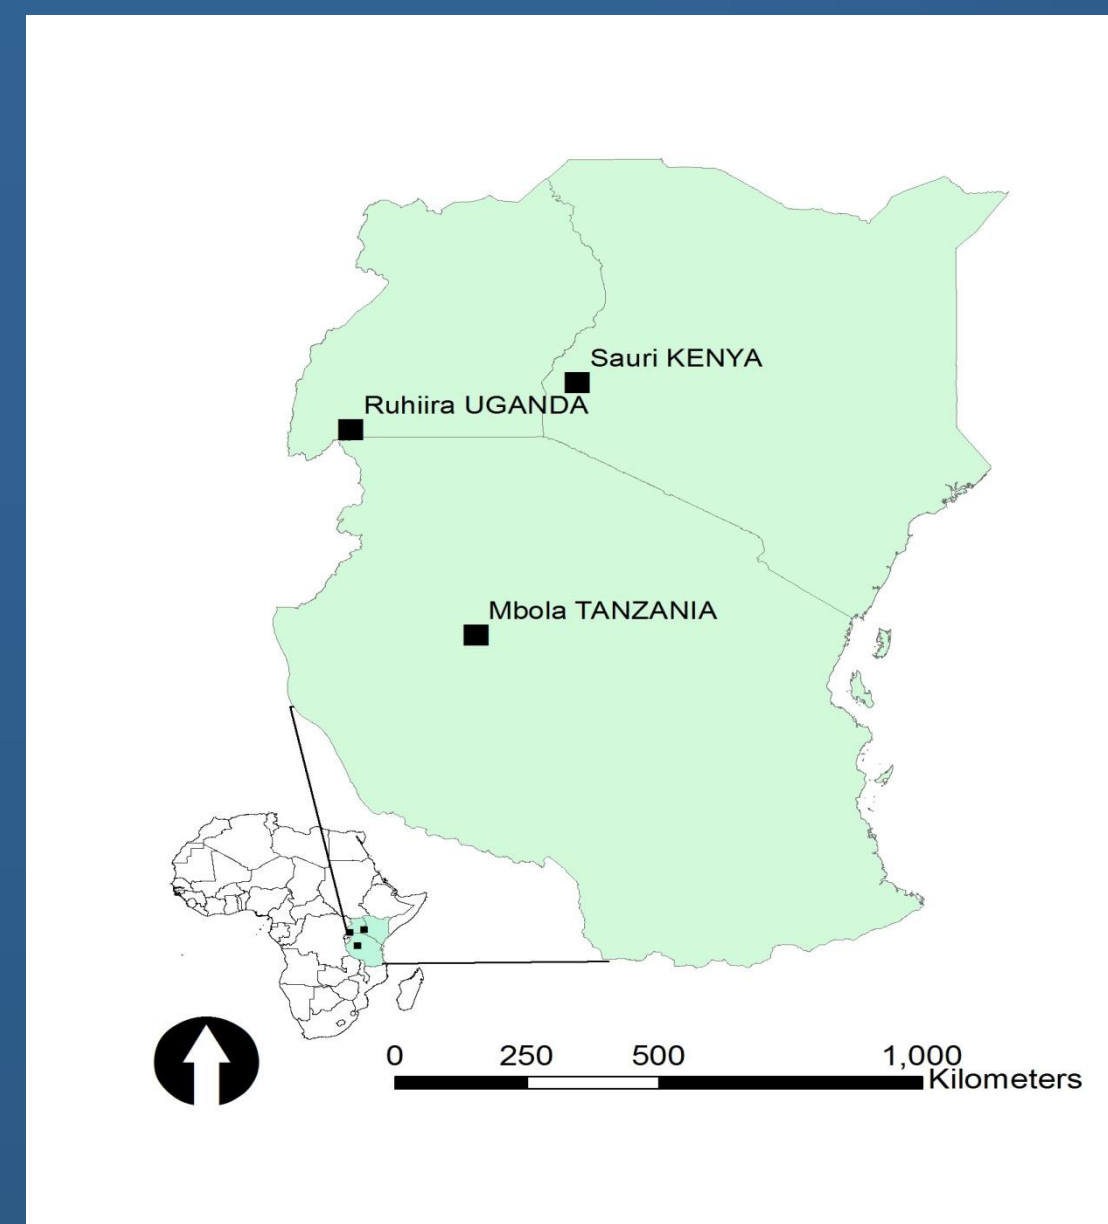 Sauri KENYA
Ruhiira UGANDA
Mbola TANZANIA
0 250 500 1,000
Kilometers